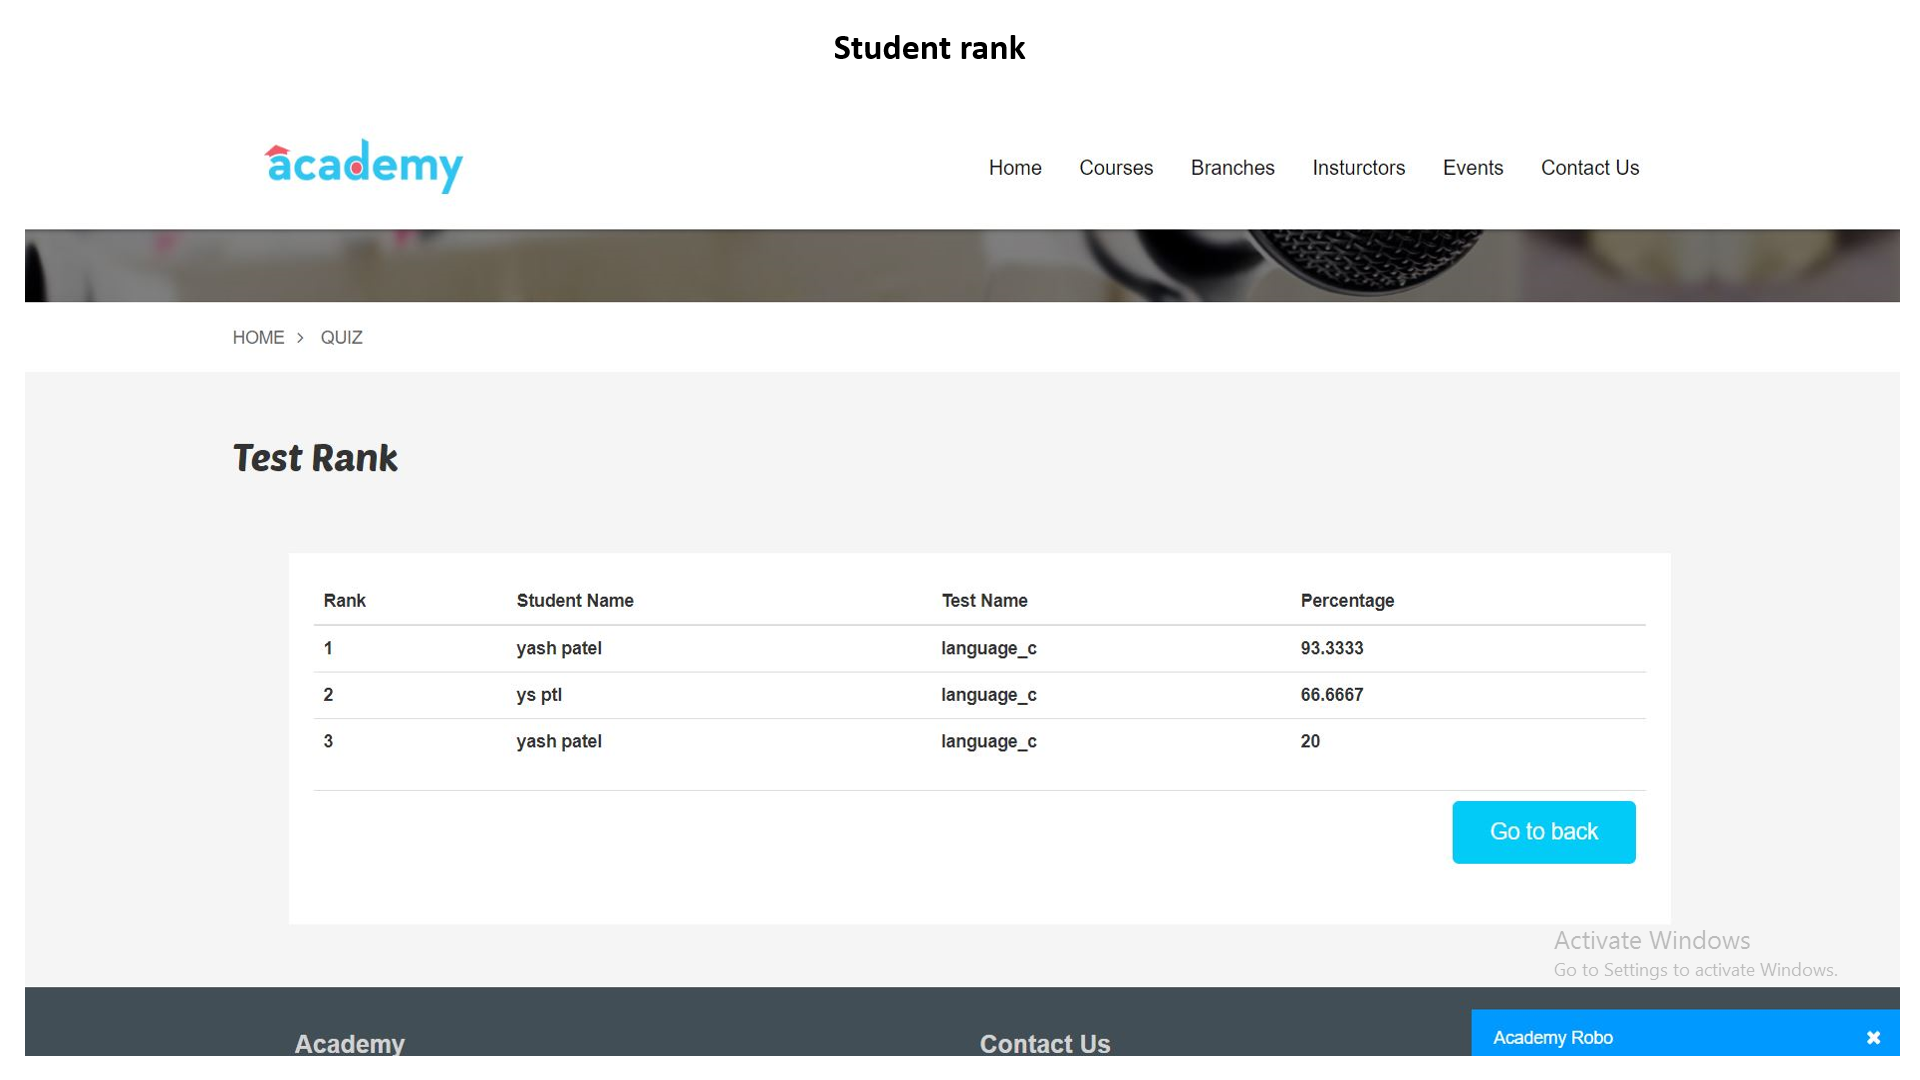 Student rank
academy
Home Courses Branches Insturctors Events Contact Us
HOME > QUIZ
Test Rank
Rank Student Name Test Name Percentage
1 yash patel language_c 93.3333
2 ys ptl language_c 66.6667
3 yash patel language_c 20
Go to back
Activate Windows
Go to Settings to activate Windows.
Academy Contact Us
Academy Robo ✖